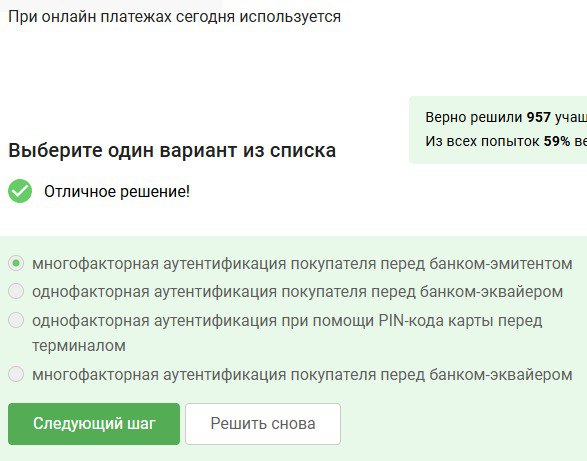 При онлайн платежах сегодня используется
Верно решили 957
Из всех попыток 59%
Выберите один вариант из списка
Отличное решение!
многофакторная аутентификация покупателя перед банком-эмитентом
однофакторная аутентификация покупателя перед банком-эквайером
однофакторная аутентификация при помощи PIN-кода карты перед
терминалом
многофакторная аутентификация покупателя перед банком-эквайером
Следующий шаг
Решить снова